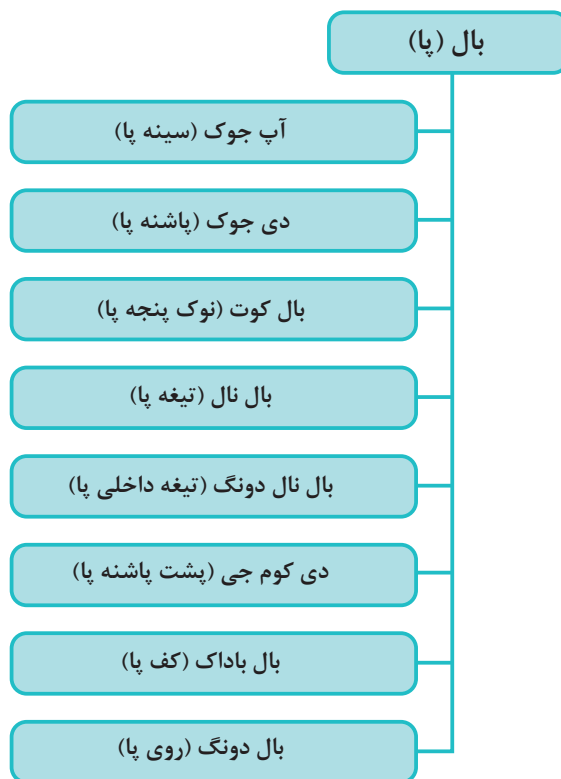 بال (پا)
آپ جوک (سینه پا)
دی جوک (پاشنه پا)
بال کوت (نوک پنجه پا)
بال نال (تیغه پا)
بال نال دونگ (تیغه داخلی پا)
دی کوم جی (پشت پاشنه پا)
بال باداک (کف پا)
بال دونگ (روی پا)